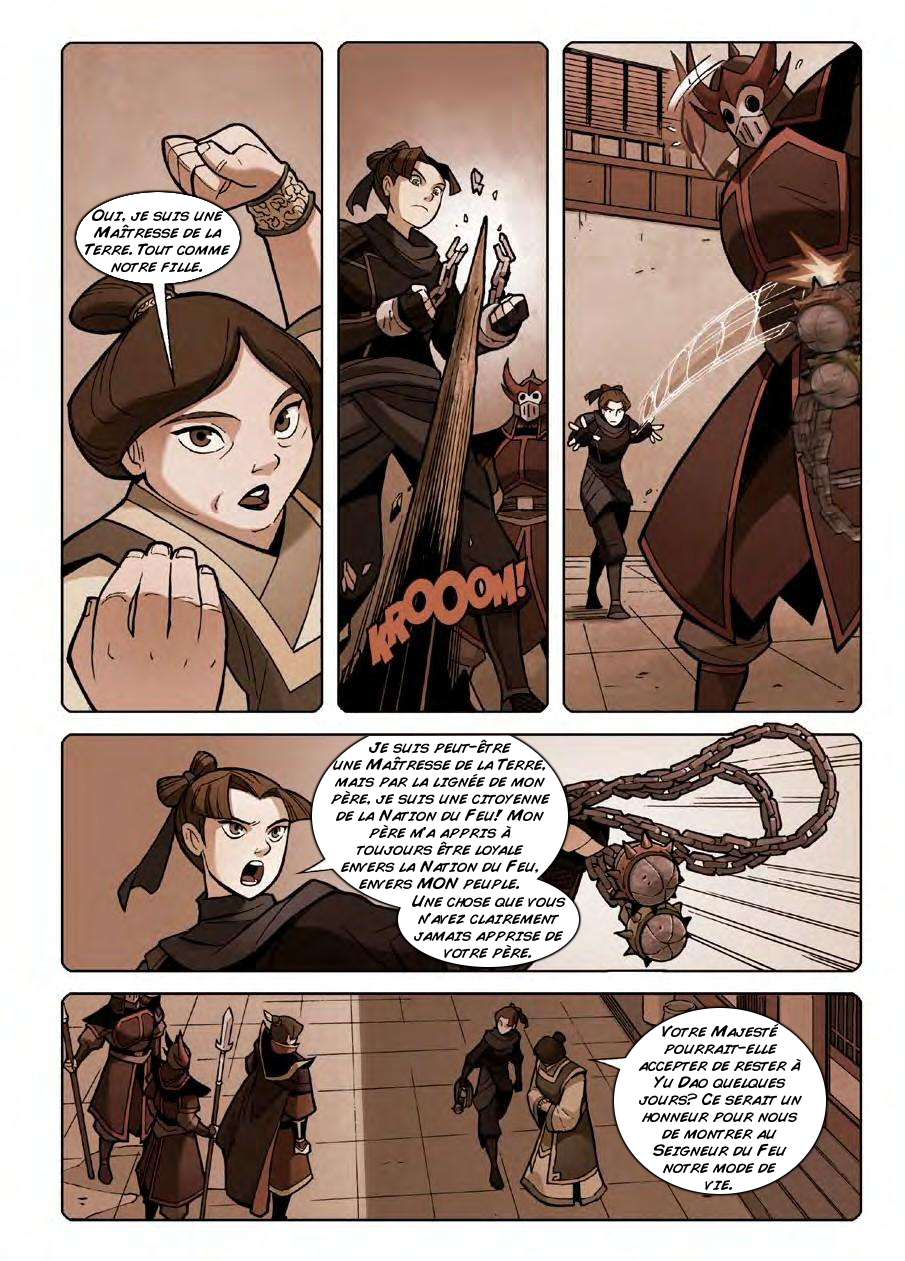 Oui, je suis une
Maîtresse de la
Terre. Tout comme
notre fille.
KROOOM!
Je suis peut-être
une Maîtresse de la Terre,
mais par la lignée de mon
père, je suis une citoyenne
de la Nation du Feu! Mon
père m'a appris à
toujours être loyale
envers la Nation du Feu,
envers MON peuple.
Une chose que vous
n'avez clairement
jamais apprise de
votre père.
Votre Majesté
pourrait-elle
accepter de rester à
Yu Dao quelques
jours? Ce serait un
honneur pour nous
de montrer au
Seigneur du Feu
notre mode de
vie.